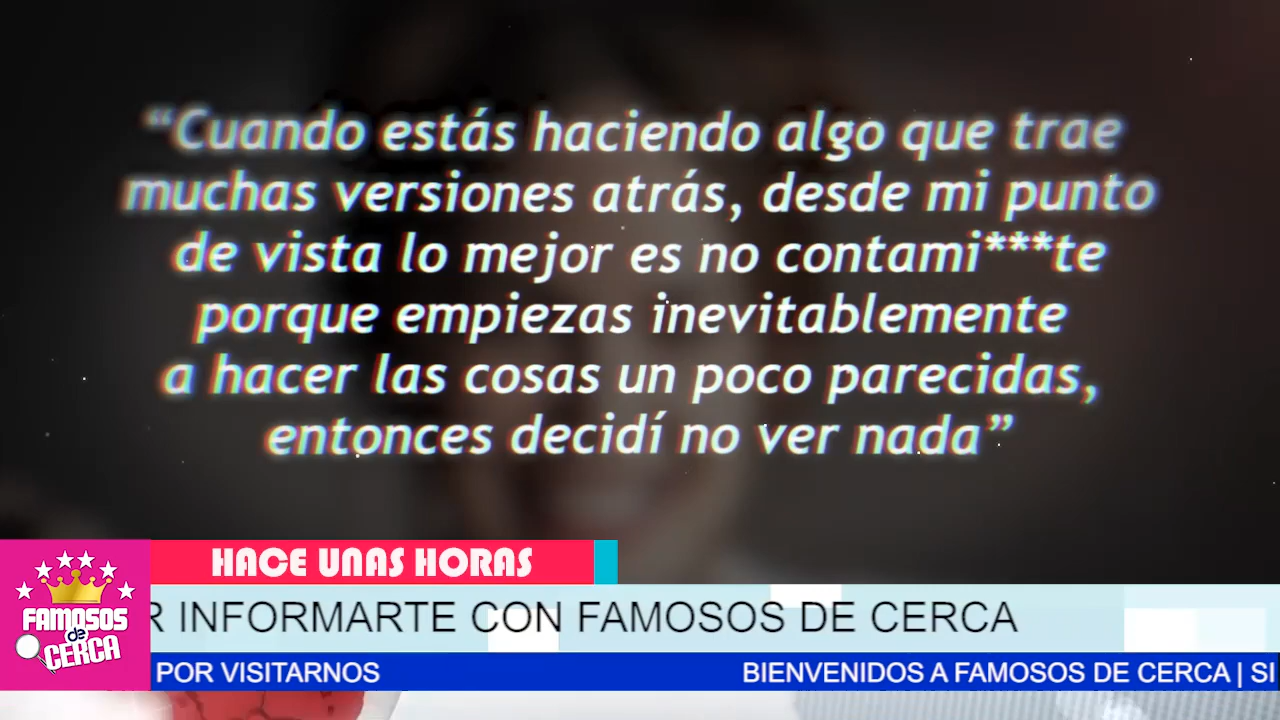 “Cuando estás haciendo algo que trae
muchas versiones atrás, desde mi punto
de vista lo mejor es no contami***te
porque empiezas inevitablemente
a hacer las cosas un poco parecidas,
entonces decidí no ver nada”
HACE UNAS HORAS
R INFORMARTE CON FAMOSOS DE CERCA
FAMOSOS
de
CERCA
POR VISITARNOS
BIENVENIDOS A FAMOSOS DE CERCA | SI